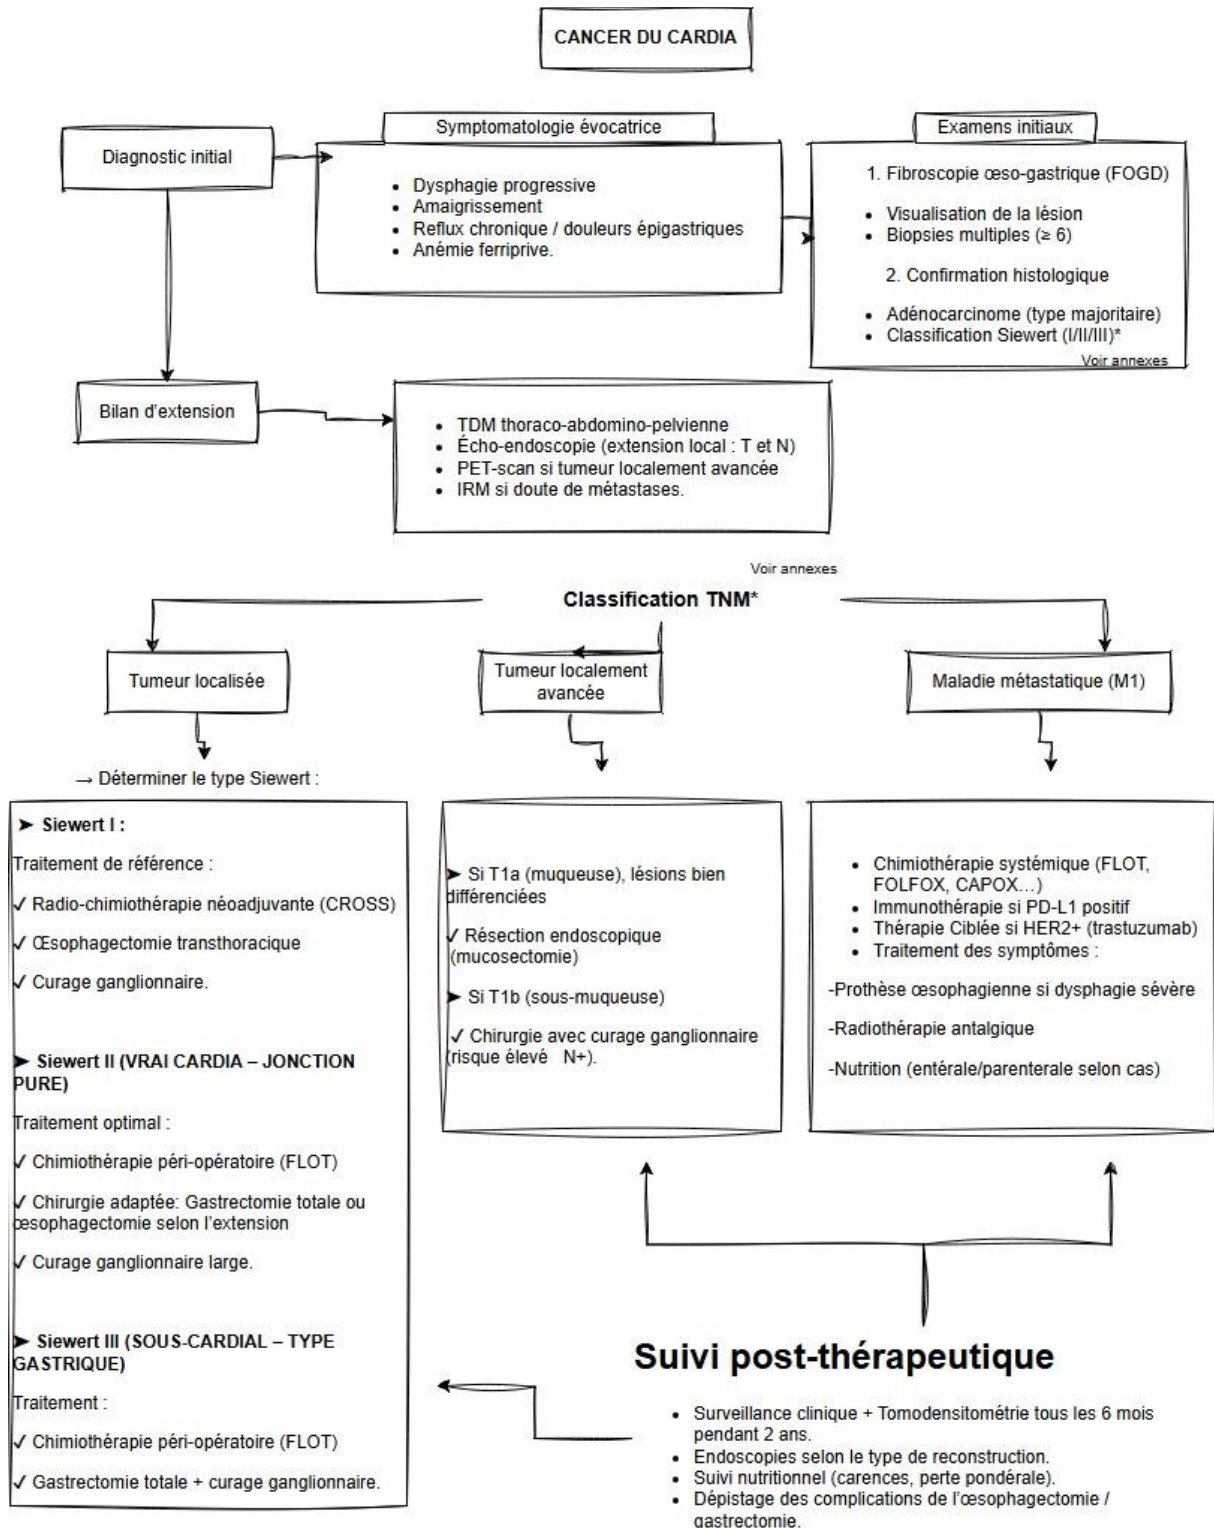 CANCER DU CARDIA
Diagnostic initial
Symptomatologie évocatrice
• Dysphagie progressive
• Amaigrissement
• Reflux chronique / douleurs épigastriques
• Anémie ferriprive.
Examens initiaux
1. Fibroscopie œso-gastrique (FOGD)
• Visualisation de la lésion
• Biopsies multiples (≥ 6)
2. Confirmation histologique
• Adénocarcinome (type majoritaire)
• Classification Siewert (I/II/III)*
Voir annexes
Bilan d'extension
• TDM thoraco-abdomino-pelvienne
• Écho-endoscopie (extension local : T et N)
• PET-scan si tumeur localement avancée
• IRM si doute de métastases.
Voir annexes
Classification TNM*
Tumeur localisée
Tumeur localement
avancée
Maladie métastatique (M1)
→ Déterminer le type Siewert :
➤ Siewert I :
Traitement de référence :
✓ Radio-chimiothérapie néoadjuvante (CROSS)
✓ Œsophagectomie transthoracique
✓ Curage ganglionnaire.
➤ Siewert II (VRAI CARDIA – JONCTION
PURE)
Traitement optimal :
✓ Chimiothérapie péri-opératoire (FLOT)
✓ Chirurgie adaptée: Gastrectomie totale ou
œsophagectomie selon l'extension
✓ Curage ganglionnaire large.
➤ Siewert III (SOUS-CARDIAL – TYPE
GASTRIQUE)
Traitement :
✓ Chimiothérapie péri-opératoire (FLOT)
✓ Gastrectomie totale + curage ganglionnaire.
➤ Si T1a (muqueuse), lésions bien
différenciées
✓ Résection endoscopique
(mucosectomie)
➤ Si T1b (sous-muqueuse)
✓ Chirurgie avec curage ganglionnaire
(risque élevé N+).
• Chimiothérapie systémique (FLOT,
FOLFOX, CAPOX…)
• Immunothérapie si PD-L1 positif
• Thérapie Ciblée si HER2+ (trastuzumab)
• Traitement des symptômes :
-Prothèse œsophagienne si dysphagie sévère
-Radiothérapie antalgique
-Nutrition (entérale/parenterale selon cas)
Suivi post-thérapeutique
• Surveillance clinique + Tomodensitométrie tous les 6 mois
pendant 2 ans.
• Endoscopies selon le type de reconstruction.
• Suivi nutritionnel (carences, perte pondérale).
• Dépistage des complications de l'œsophagectomie /
gastrectomie.